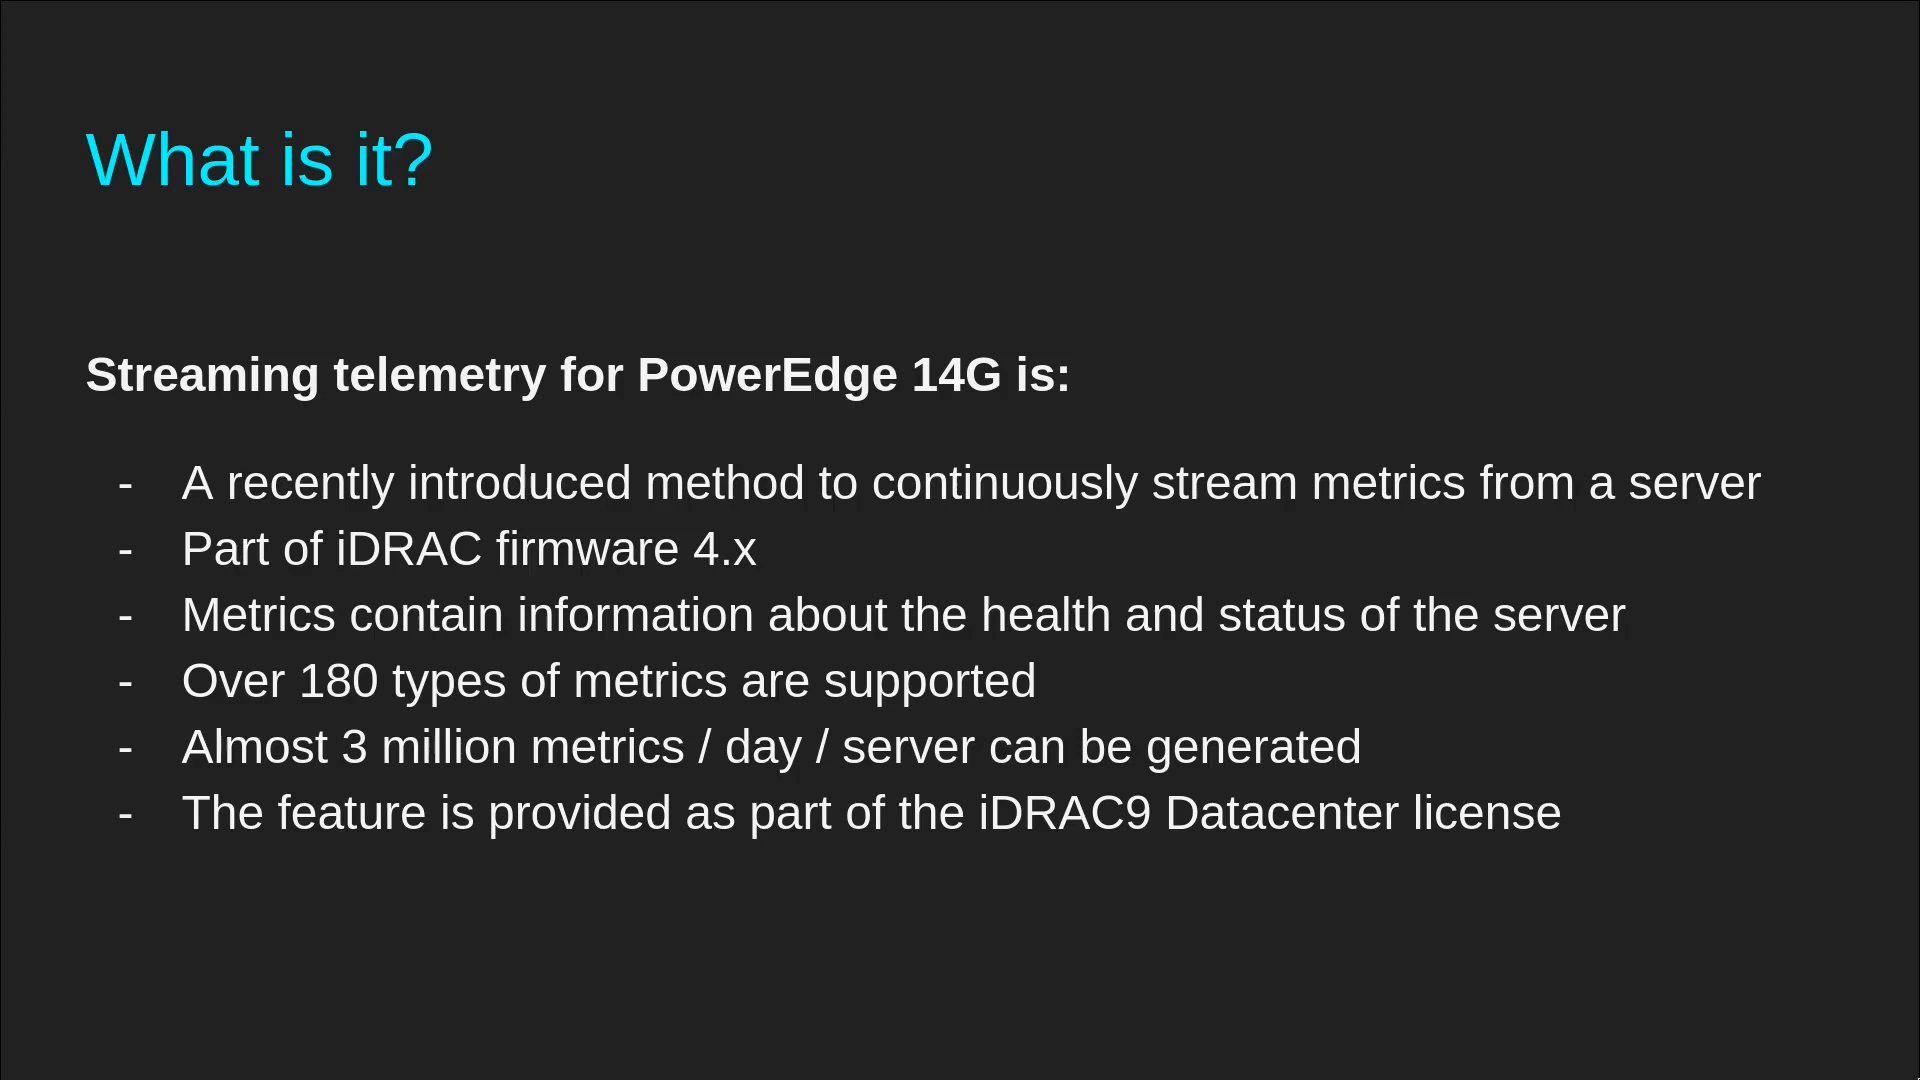 What is it?
Streaming telemetry for PowerEdge 14G is:
- A recently introduced method to continuously stream metrics from a server
- Part of iDRAC firmware 4.x
- Metrics contain information about the health and status of the server
- Over 180 types of metrics are supported
- Almost 3 million metrics / day / server can be generated
- The feature is provided as part of the iDRAC9 Datacenter license